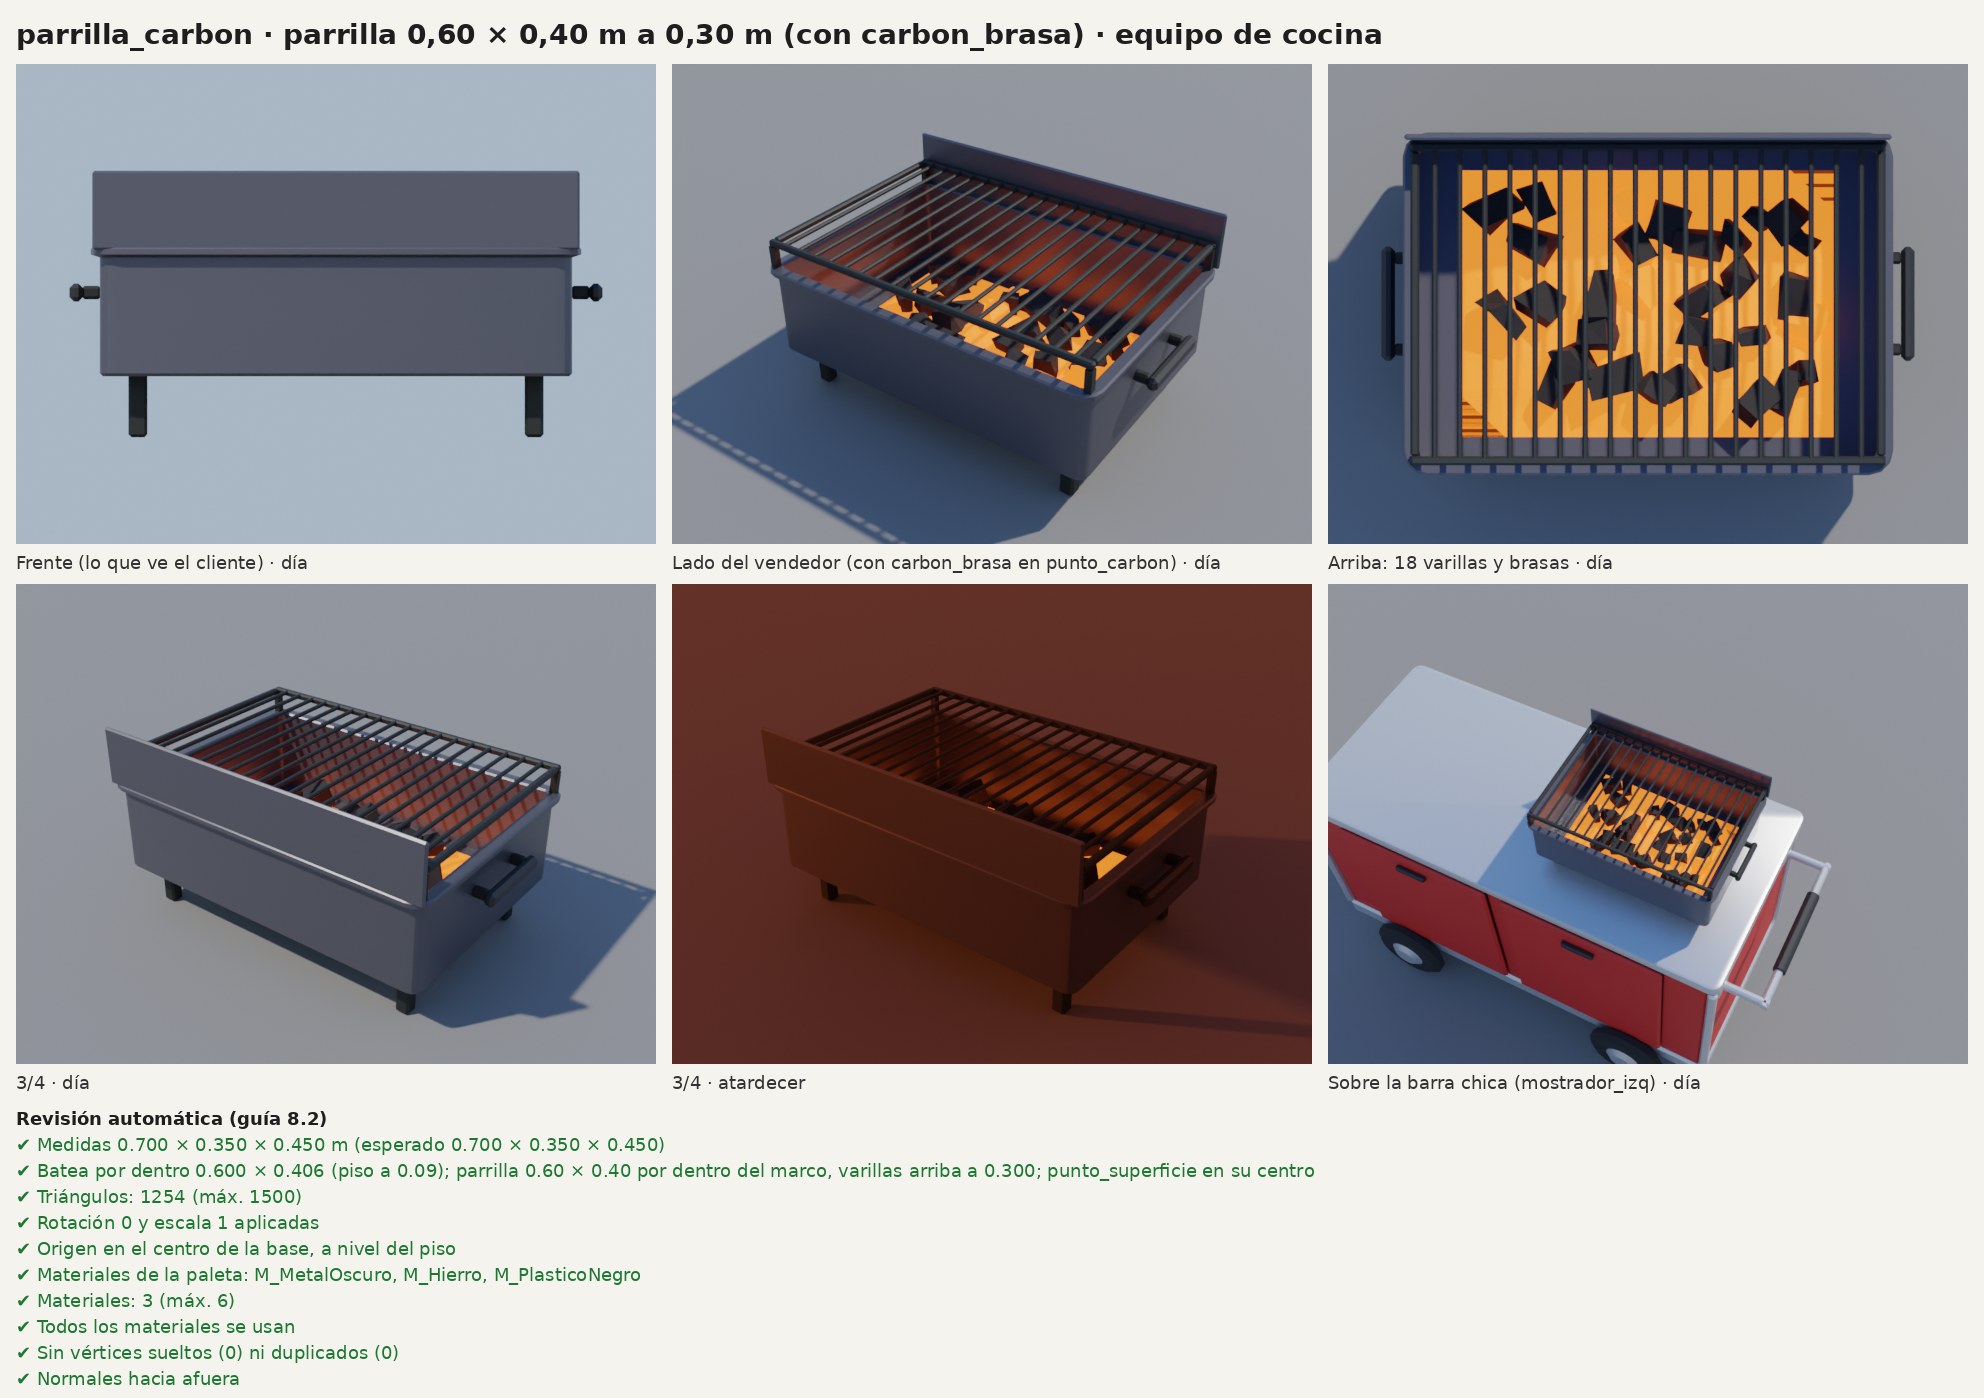 parrilla_carbon · parrilla 0,60 × 0,40 m a 0,30 m (con carbon_brasa) · equipo de cocina
Frente (lo que ve el cliente) · día
Lado del vendedor (con carbon_brasa en punto_carbon) · día
Arriba: 18 varillas y brasas · día
3/4 · día
3/4 · atardecer
Sobre la barra chica (mostrador_izq) · día
Revisión automática (guía 8.2)
✔ Medidas 0.700 × 0.350 × 0.450 m (esperado 0.700 × 0.350 × 0.450)
✔ Batea por dentro 0.600 × 0.406 (piso a 0.09); parrilla 0.60 × 0.40 por dentro del marco, varillas arriba a 0.300; punto_superficie en su centro
✔ Triángulos: 1254 (máx. 1500)
✔ Rotación 0 y escala 1 aplicadas
✔ Origen en el centro de la base, a nivel del piso
✔ Materiales de la paleta: M_MetalOscuro, M_Hierro, M_PlasticoNegro
✔ Materiales: 3 (máx. 6)
✔ Todos los materiales se usan
✔ Sin vértices sueltos (0) ni duplicados (0)
✔ Normales hacia afuera